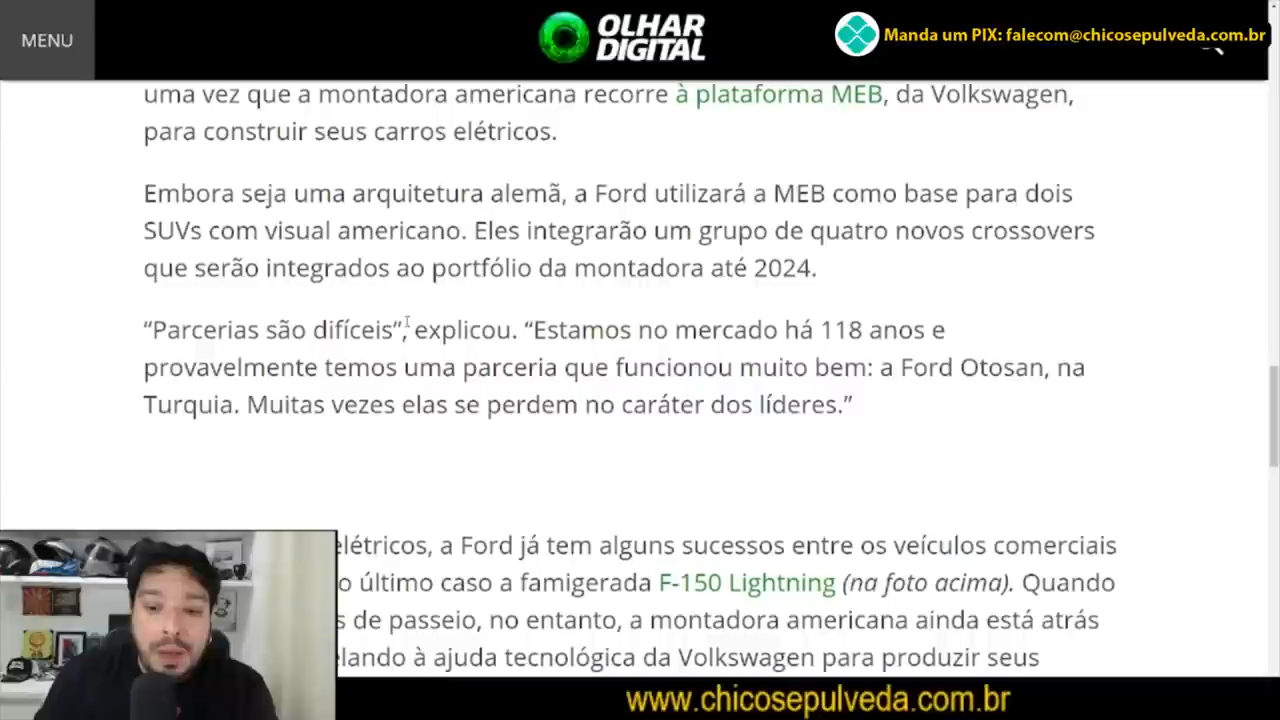 MENU
OLHAR
DIGITAL
Manda um PIX: falecom@chicosepulveda.com.br
uma vez que a montadora americana recorre à plataforma MEB, da Volkswagen,
para construir seus carros elétricos.
Embora seja uma arquitetura alemã, a Ford utilizará a MEB como base para dois
SUVs com visual americano. Eles integrarão um grupo de quatro novos crossovers
que serão integrados ao portfólio da montadora até 2024.
“Parcerias são difíceis”, explicou. “Estamos no mercado há 118 anos e
provavelmente temos uma parceria que funcionou muito bem: a Ford Otosan, na
Turquia. Muitas vezes elas se perdem no caráter dos líderes.”
elétricos, a Ford já tem alguns sucessos entre os veículos comerciais
o último caso a famigerada F-150 Lightning (na foto acima). Quando
s de passeio, no entanto, a montadora americana ainda está atrás
elando à ajuda tecnológica da Volkswagen para produzir seus
www.chicosepulveda.com.br